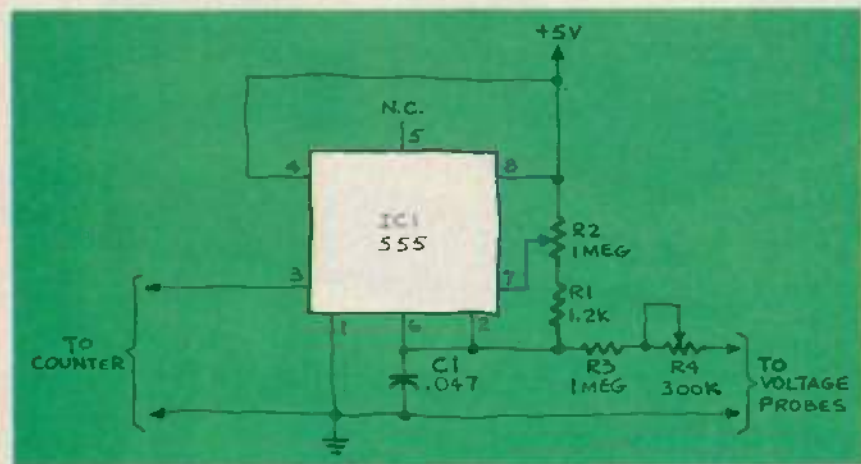 +5V
N.C.
5
4
8
IC1
555
R2
1MEG
7
3
R1
1.2K
1
6
2
TO
COUNTER
C1
.047
R3
1MEG
R4
300K
TO
VOLTAGE
PROBES